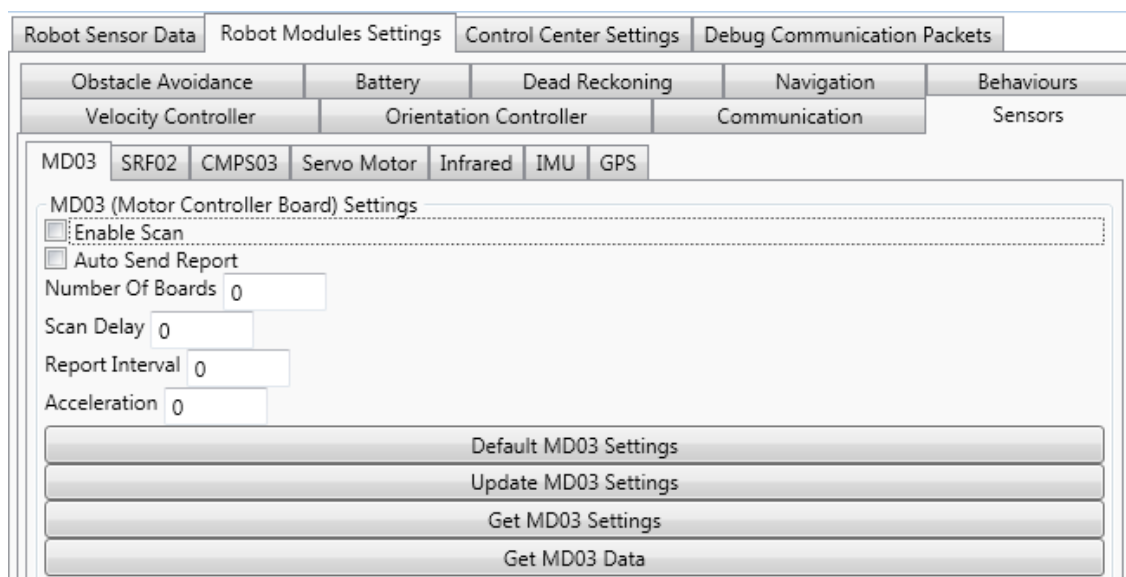 Robot Sensor Data Robot Modules Settings Control Center Settings Debug Communication Packets
Obstacle Avoidance Battery Dead Reckoning Navigation Behaviours
Velocity Controller Orientation Controller Communication Sensors
MD03 SRF02 CMPS03 Servo Motor Infrared IMU GPS
MD03 (Motor Controller Board) Settings
Enable Scan
Auto Send Report
Number Of Boards 0
Scan Delay 0
Report Interval 0
Acceleration 0
Default MD03 Settings
Update MD03 Settings
Get MD03 Settings
Get MD03 Data